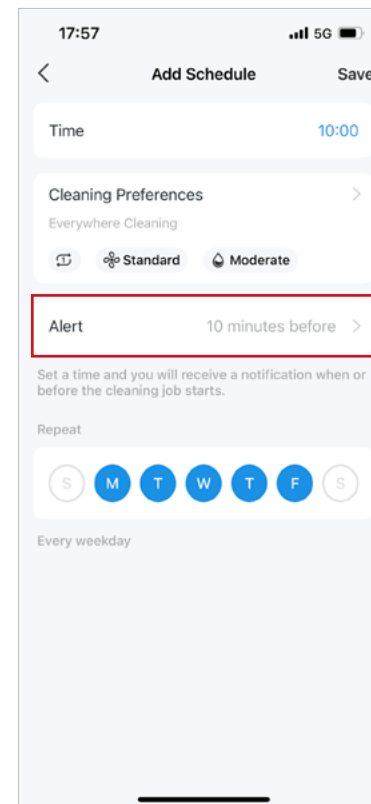 17:57 5G
Add Schedule Save
Time 10:00
Cleaning Preferences
Everywhere Cleaning
1 Standard Moderate
Alert 10 minutes before
Set a time and you will receive a notification when or
before the cleaning job starts.
Repeat
S M T W T F S
Every weekday